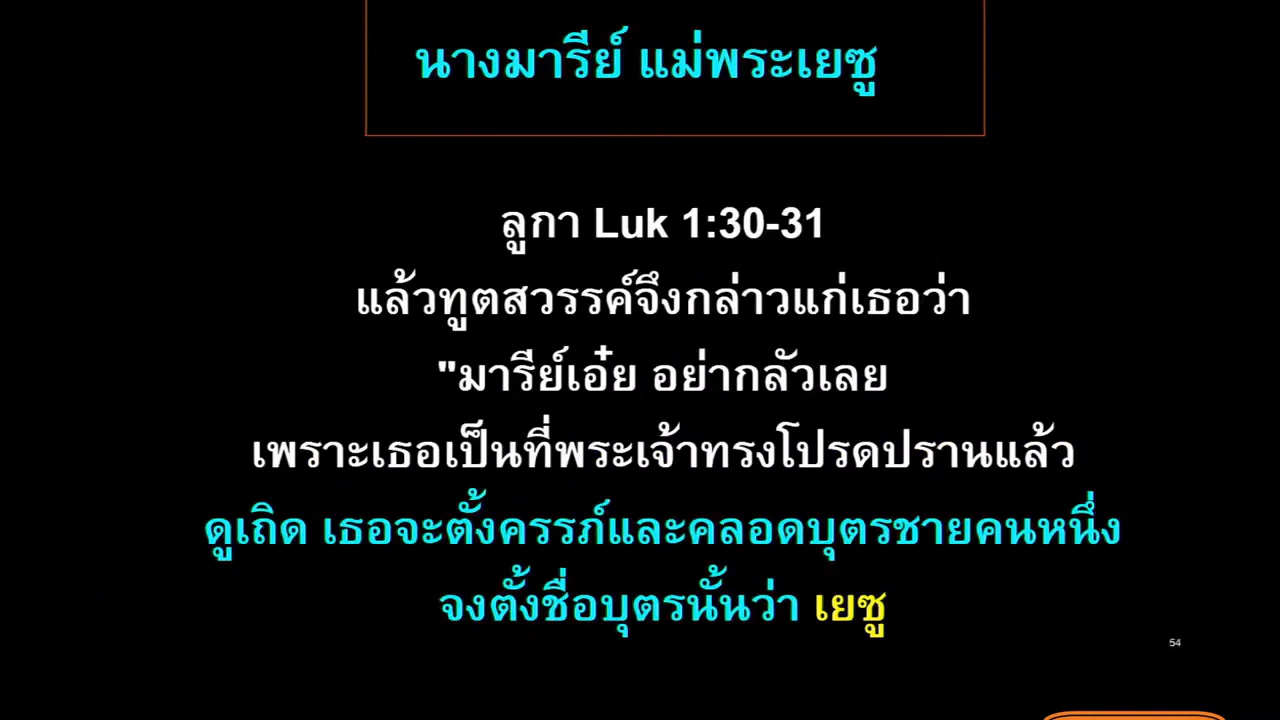 นางมารีย์ แม่พระเยซู
ลูกา Luk 1:30-31
แล้วทูตสวรรค์จึงกล่าวแก่เธอว่า
"มารีย์เอ๋ย อย่ากลัวเลย
เพราะเธอเป็นที่พระเจ้าทรงโปรดปรานแล้ว
ดูเถิด เธอจะตั้งครรภ์และคลอดบุตรชายคนหนึ่ง
จงตั้งชื่อบุตรนั้นว่า เยซู
54